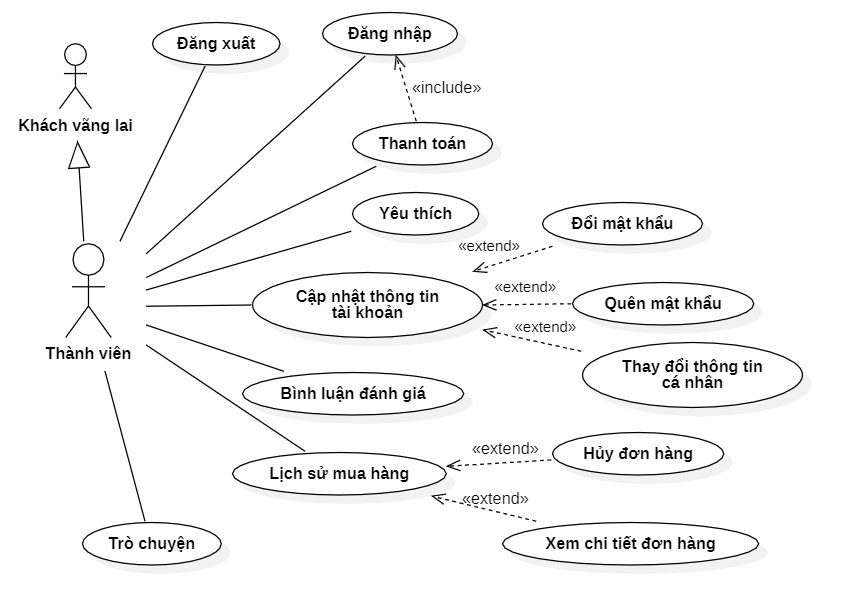 Đăng xuất
Đăng nhập
«include»
Khách vãng lai
Thanh toán
Yêu thích
Đổi mật khẩu
«extend»
Cập nhật thông tin
tài khoản
«extend»
Quên mật khẩu
«extend»
Thành viên
Thay đổi thông tin
cá nhân
Bình luận đánh giá
«extend»
Hủy đơn hàng
Lịch sử mua hàng
«extend»
Trò chuyện
Xem chi tiết đơn hàng